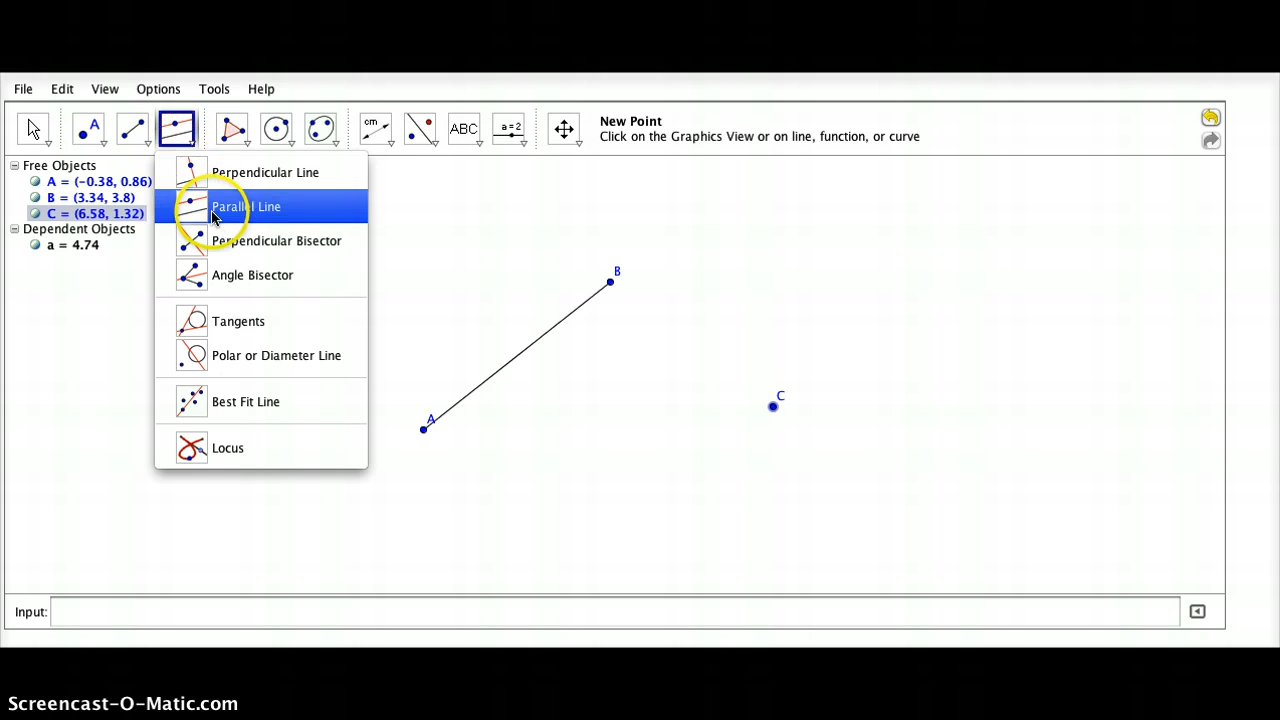 File Edit View Options Tools Help
A cm ABC a=2
New Point
Click on the Graphics View or on line, function, or curve
Free Objects
A = (-0.38, 0.86)
B = (3.34, 3.8)
C = (6.58, 1.32)
Dependent Objects
a = 4.74
Perpendicular Line
Parallel Line
Perpendicular Bisector
Angle Bisector
Tangents
Polar or Diameter Line
Best Fit Line
Locus
B
C
A
Input:
Screencast-O-Matic.com